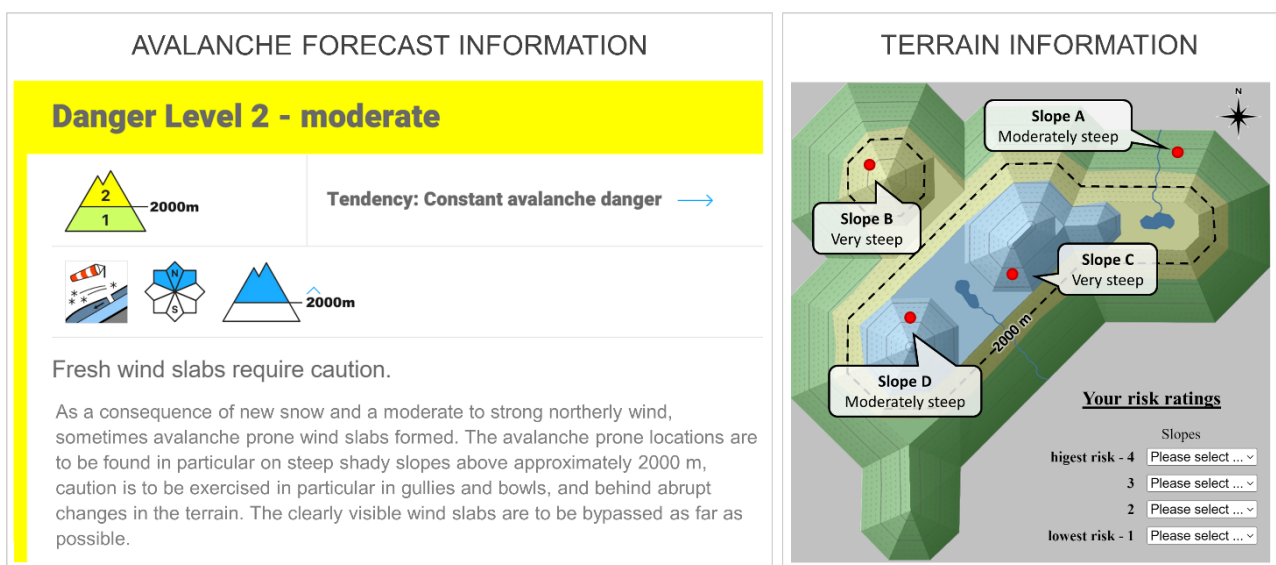 AVALANCHE FORECAST INFORMATION
Danger Level 2 - moderate
2
1
2000m
Tendency: Constant avalanche danger
N
S
2000m
Fresh wind slabs require caution.
As a consequence of new snow and a moderate to strong northerly wind,
sometimes avalanche prone wind slabs formed. The avalanche prone locations are
to be found in particular on steep shady slopes above approximately 2000 m,
caution is to be exercised in particular in gullies and bowls, and behind abrupt
changes in the terrain. The clearly visible wind slabs are to be bypassed as far as
possible.
TERRAIN INFORMATION
N
Slope A
Moderately steep
Slope B
Very steep
Slope C
Very steep
2000 m
Slope D
Moderately steep
Your risk ratings
Slopes
higest risk - 4 Please select ...
3 Please select ...
2 Please select ...
lowest risk - 1 Please select ...